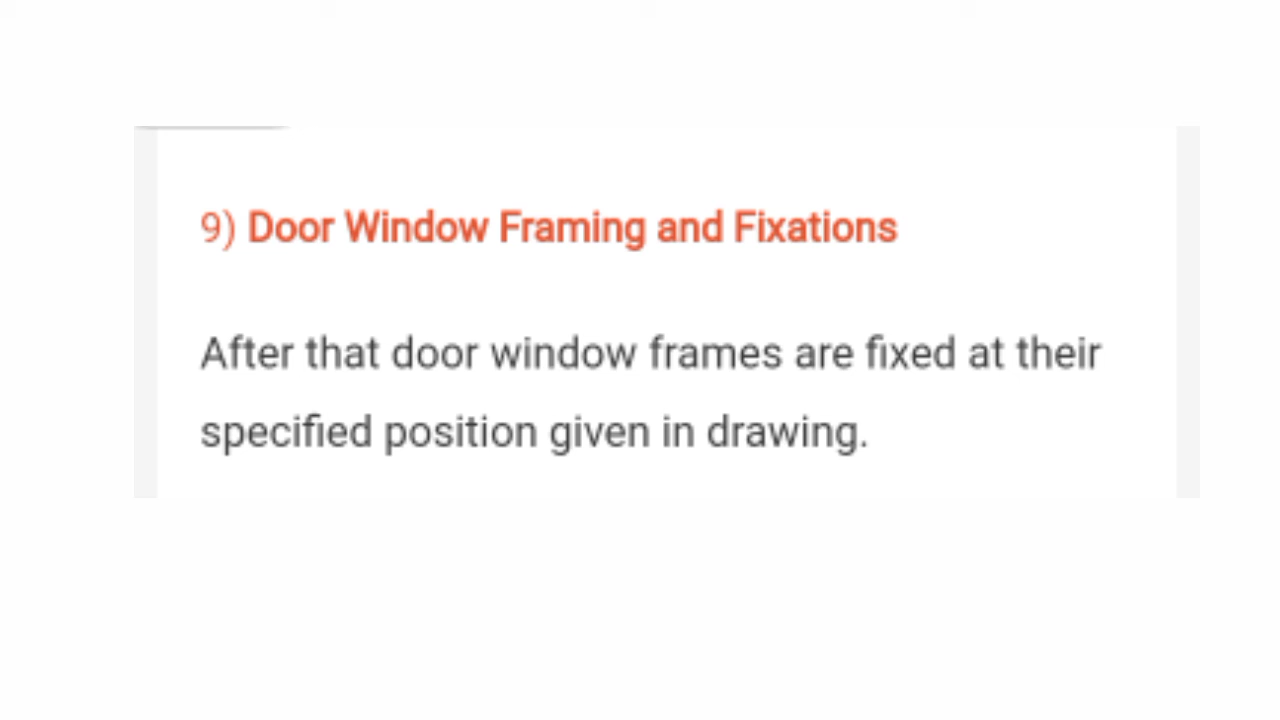 9) Door Window Framing and Fixations
After that door window frames are fixed at their
specified position given in drawing.